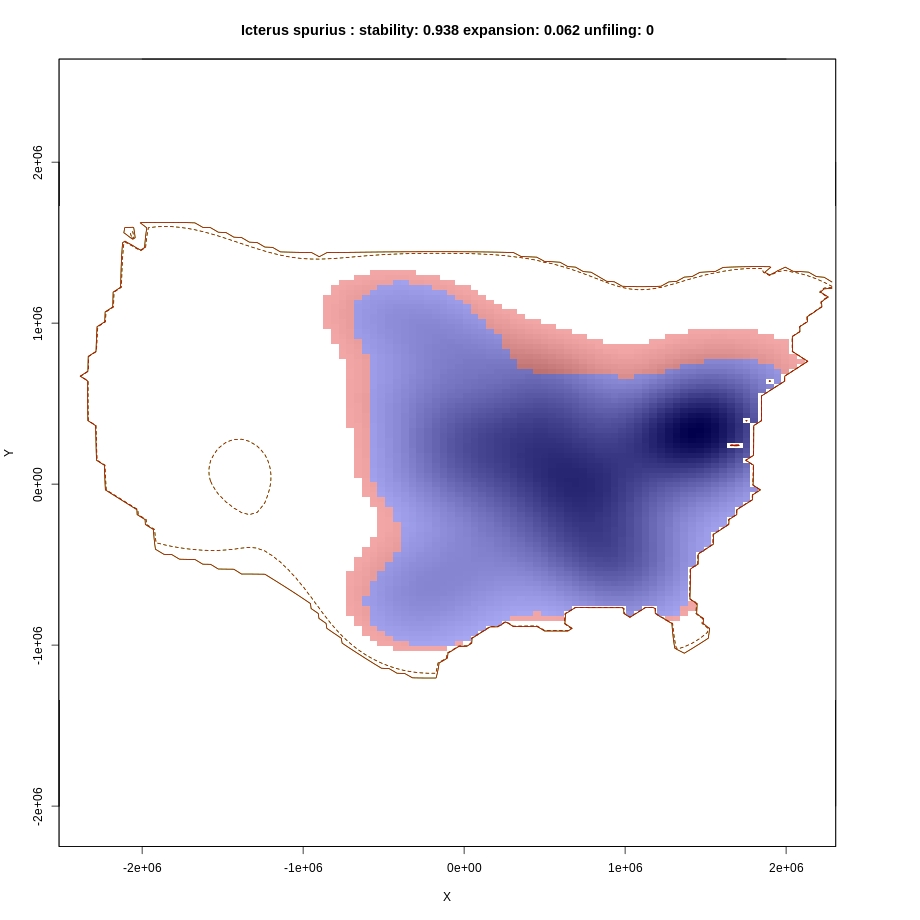 Icterus spurius : stability: 0.938 expansion: 0.062 unfiling: 0
2e+06
1e+06
0e+00
-1e+06
-2e+06
Y
-2e+06 -1e+06 0e+00 1e+06 2e+06
X